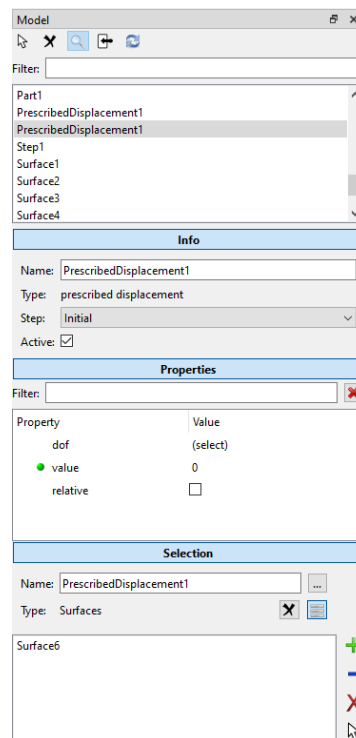 Model
Filter:
Part1
PrescribedDisplacement1
PrescribedDisplacement1
Step1
Surface1
Surface2
Surface3
Surface4
Info
Name: PrescribedDisplacement1
Type: prescribed displacement
Step: Initial
Active:
Properties
Filter:
Property Value
dof (select)
value 0
relative
Selection
Name: PrescribedDisplacement1 ...
Type: Surfaces
Surface6